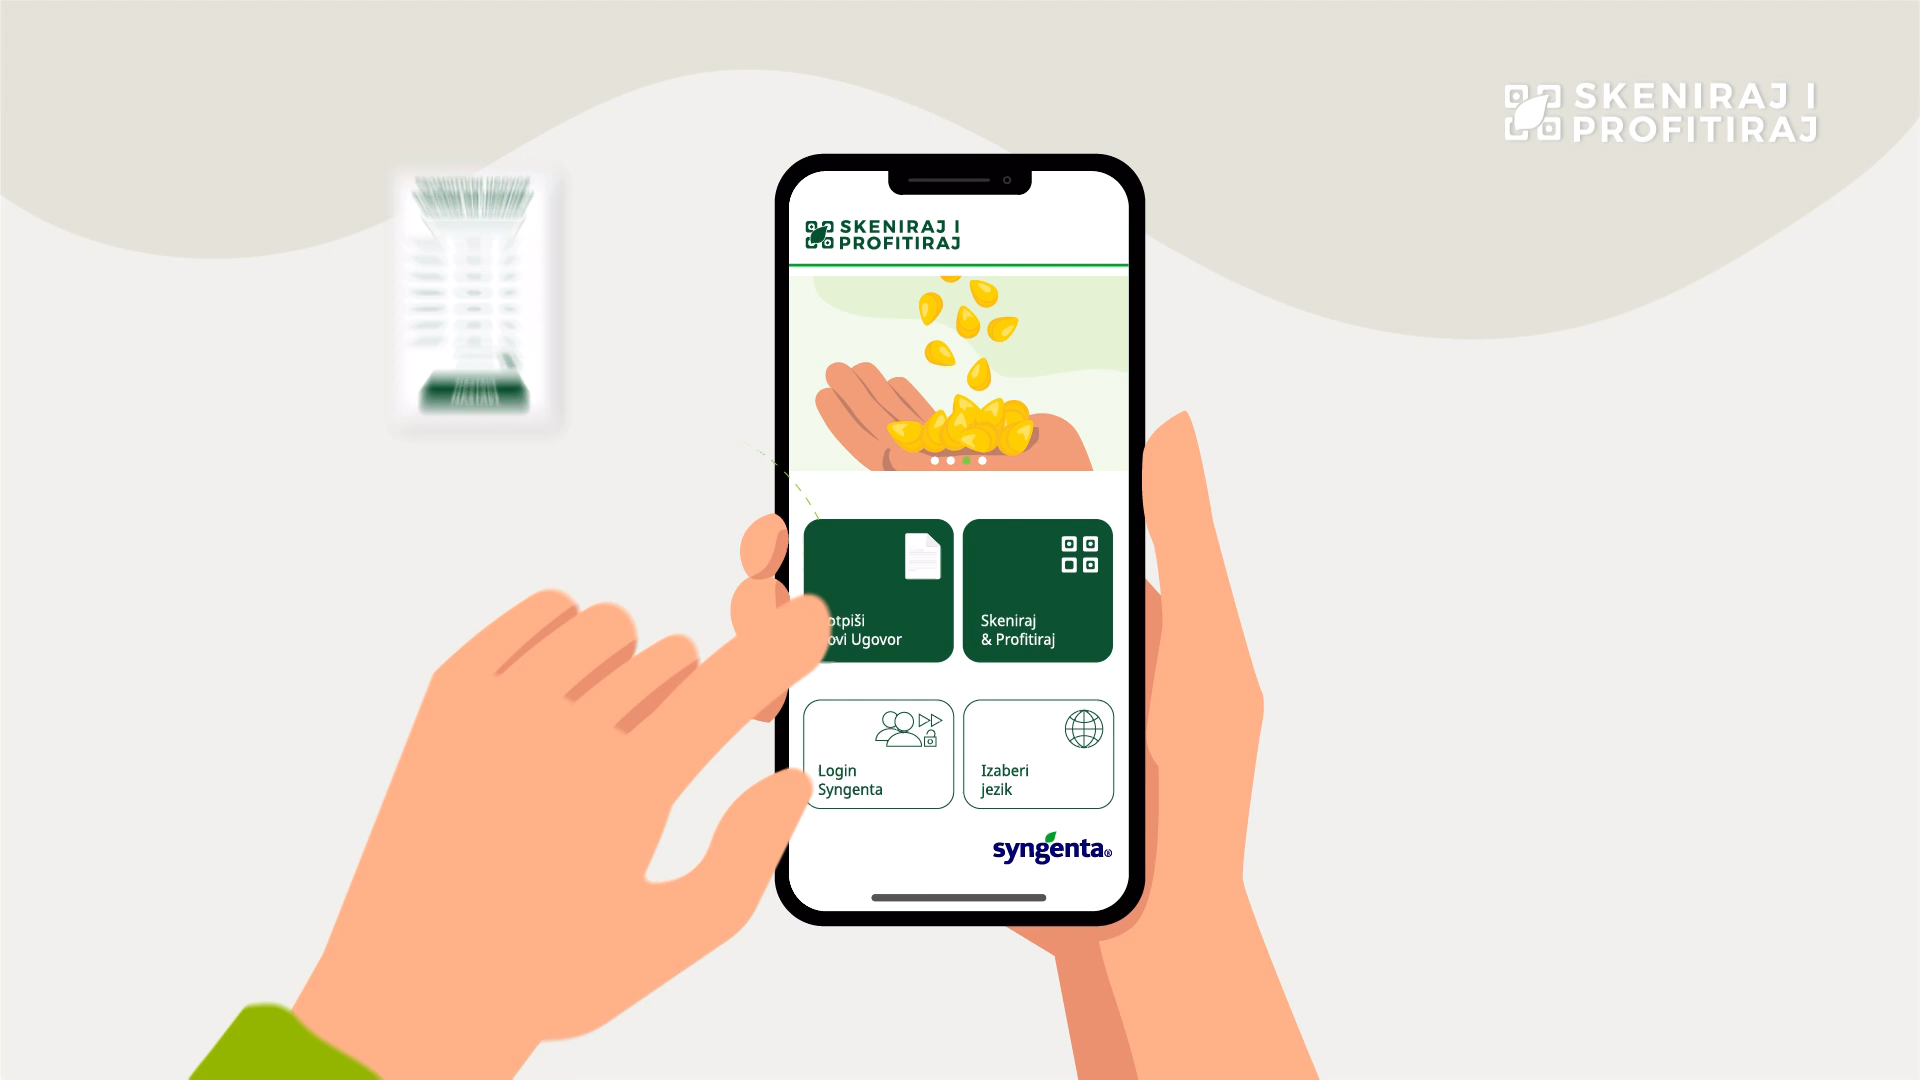 SKENIRAJ I
PROFITIRAJ
SKENIRAJ I
PROFITIRAJ
otpiši
ovi Ugovor
Skeniraj
& Profitiraj
Login
Syngenta
Izaberi
jezik
syngenta®